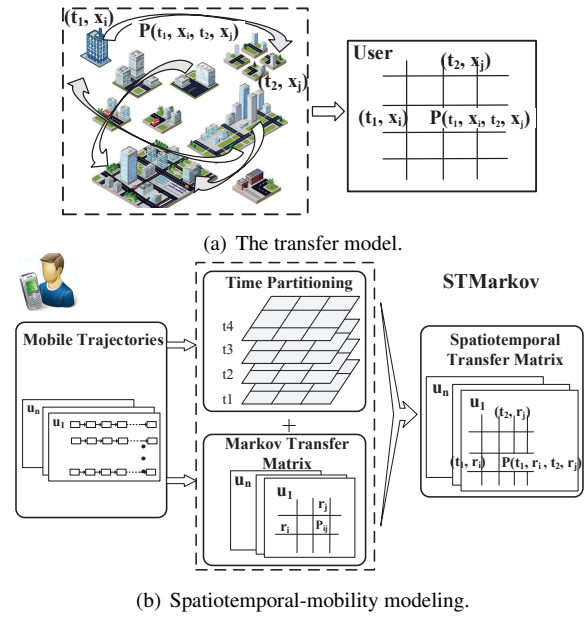 (t1, xi)
P(t1, xi, t2, xj)
(t2, xj)
User
(t2, xj)
(t1, xi)
P(t1, xi, t2, xj)
(a) The transfer model.
Mobile Trajectories
un
u1
Time Partitioning
t4
t3
t2
t1
+
Markov Transfer
Matrix
un
u1
rj
ri
Pij
STMarkov
Spatiotemporal
Transfer Matrix
un
u1
(t2, rj)
(t1, ri)
P(t1, ri, t2, rj)
(b) Spatiotemporal-mobility modeling.